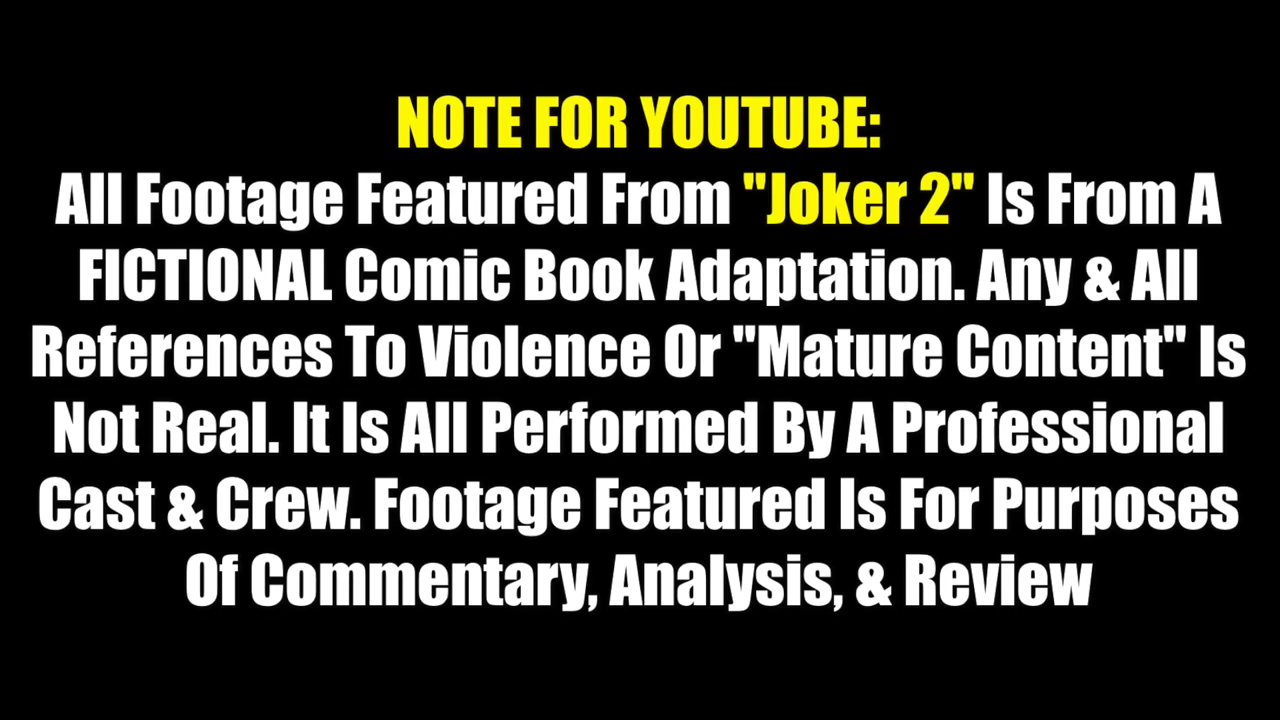 NOTE FOR YOUTUBE:
All Footage Featured From "Joker 2" Is From A
FICTIONAL Comic Book Adaptation. Any & All
References To Violence Or "Mature Content" Is
Not Real. It Is All Performed By A Professional
Cast & Crew. Footage Featured Is For Purposes
Of Commentary, Analysis, & Review